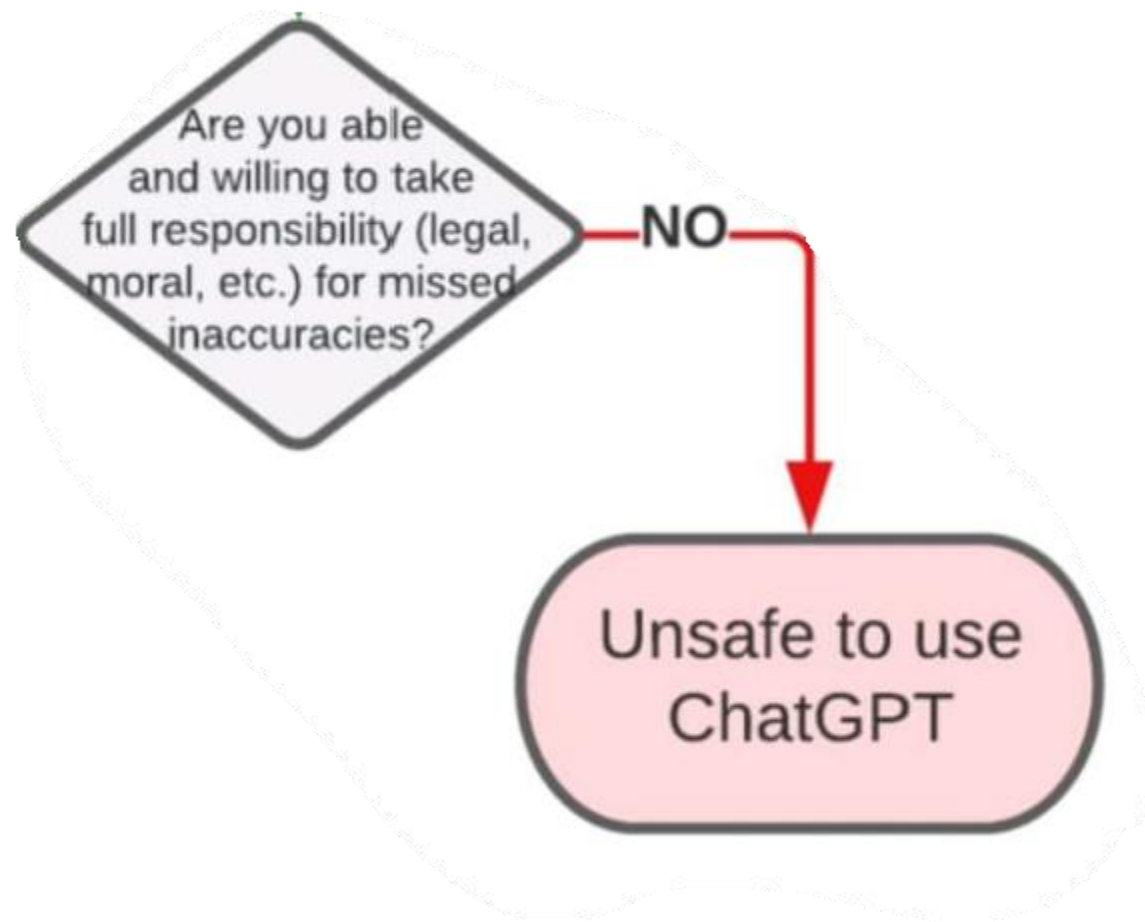 Are you able
and willing to take
full responsibility (legal,
moral, etc.) for missed
inaccuracies?
NO
Unsafe to use
ChatGPT